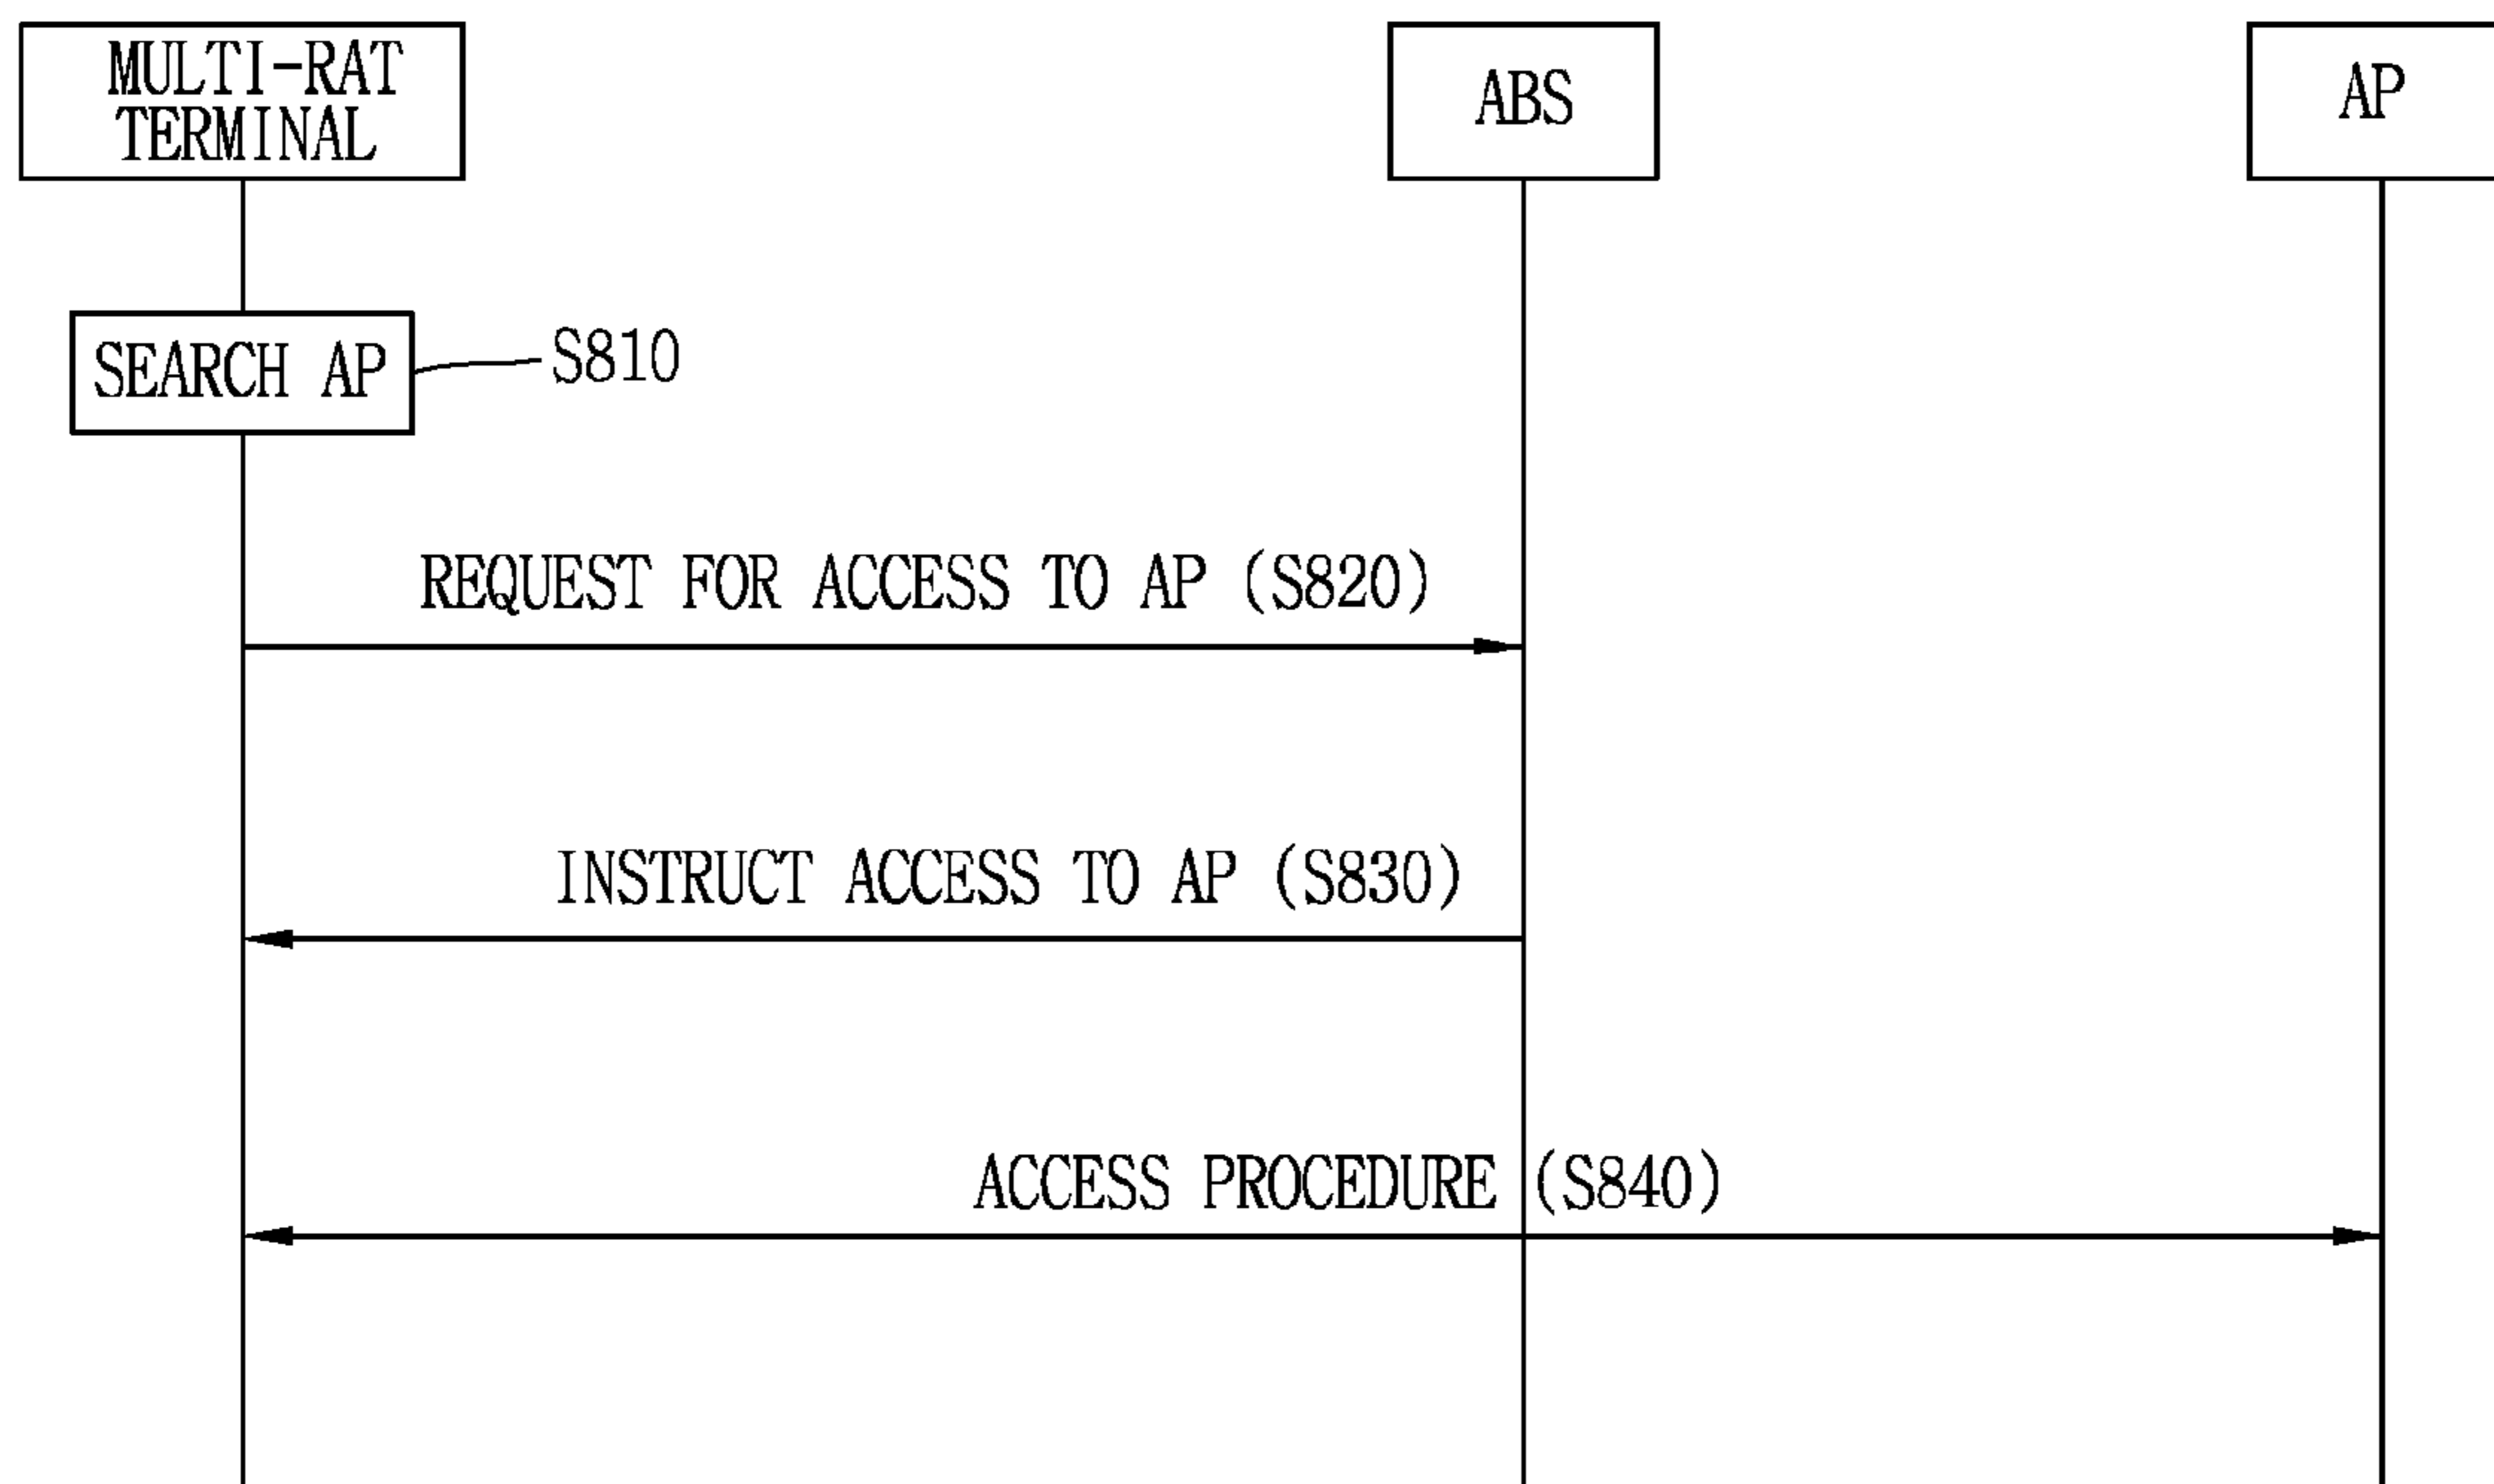 MULTI-RAT
TERMINAL
ABS
AP
SEARCH AP
S810
REQUEST FOR ACCESS TO AP (S820)
INSTRUCT ACCESS TO AP (S830)
ACCESS PROCEDURE (S840)